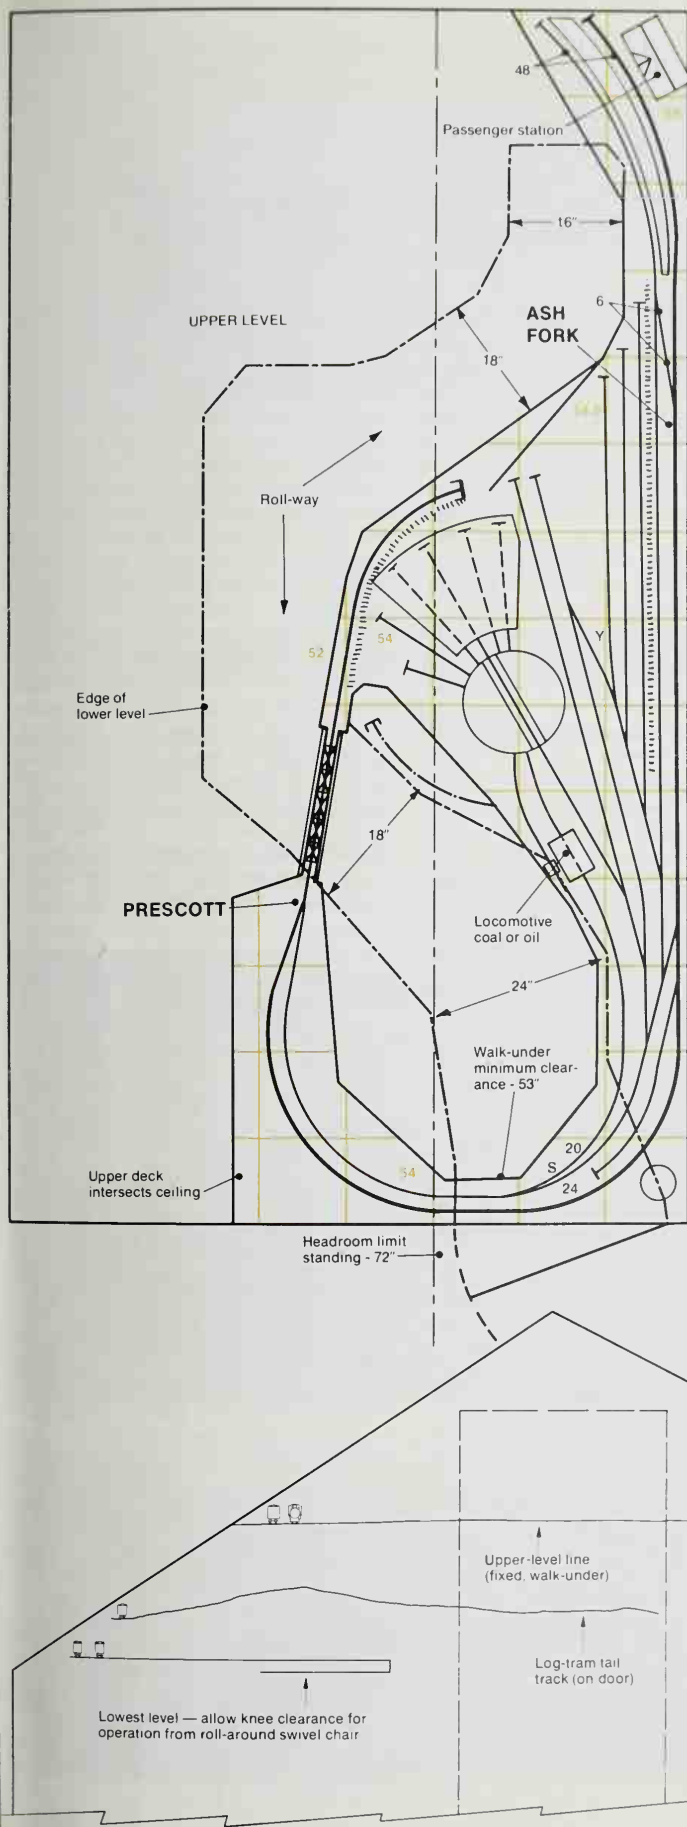 48
Passenger station
16"
UPPER LEVEL
6
ASH
FORK
18"
Roll-way
Y
52
54
Edge of
lower level
18"
PRESCOTT
Locomotive
coal or oil
24"
Walk-under
minimum clear-
ance - 53"
20
S
24
54
Upper deck
intersects ceiling
Headroom limit
standing - 72"
Upper-level line
(fixed, walk-under)
Log-tram tail
track (on door)
Lowest level — allow knee clearance for
operation from roll-around swivel chair